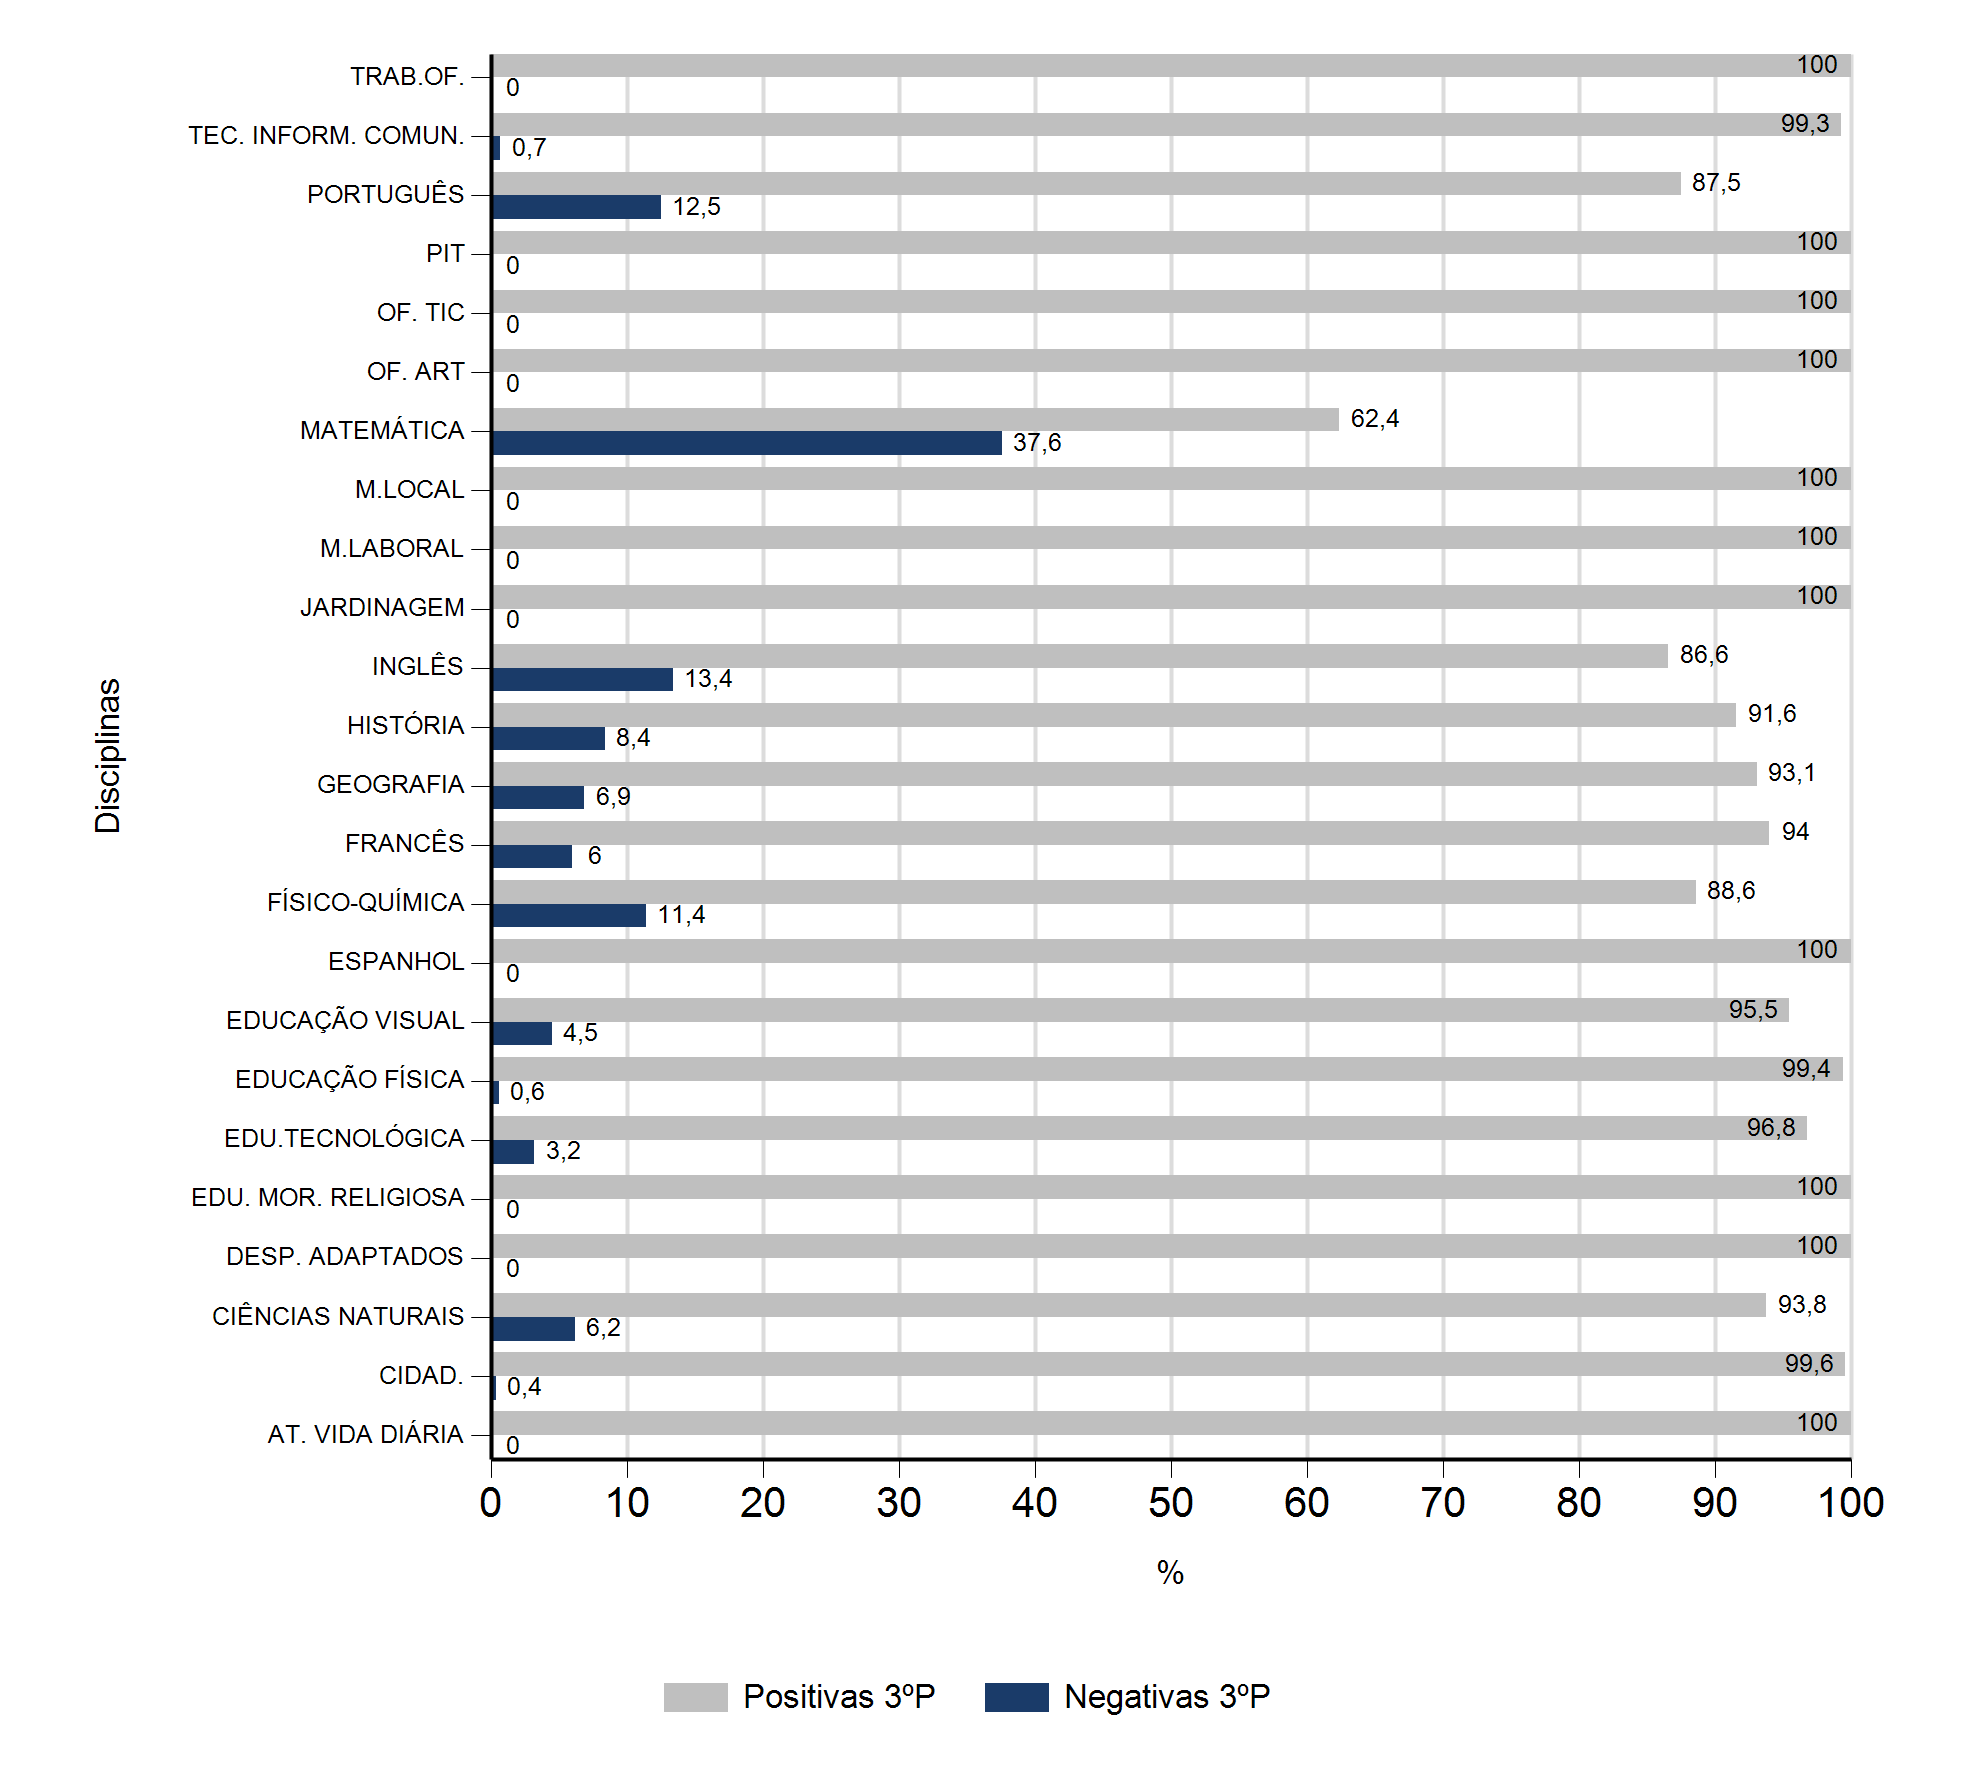 TRAB.OF.
100
0
TEC. INFORM. COMUN.
99,3
0,7
PORTUGUÊS
87,5
12,5
PIT
100
0
OF. TIC
100
0
OF. ART
100
0
MATEMÁTICA
62,4
37,6
M.LOCAL
100
0
M.LABORAL
100
0
JARDINAGEM
100
0
INGLÊS
86,6
13,4
HISTÓRIA
91,6
8,4
GEOGRAFIA
93,1
6,9
FRANCÊS
94
6
FÍSICO-QUÍMICA
88,6
11,4
ESPANHOL
100
0
EDUCAÇÃO VISUAL
95,5
4,5
EDUCAÇÃO FÍSICA
99,4
0,6
EDU.TECNOLÓGICA
96,8
3,2
EDU. MOR. RELIGIOSA
100
0
DESP. ADAPTADOS
100
0
CIÊNCIAS NATURAIS
93,8
6,2
CIDAD.
99,6
0,4
AT. VIDA DIÁRIA
100
0
Disciplinas
0 10 20 30 40 50 60 70 80 90 100
%
Positivas 3ºP Negativas 3ºP